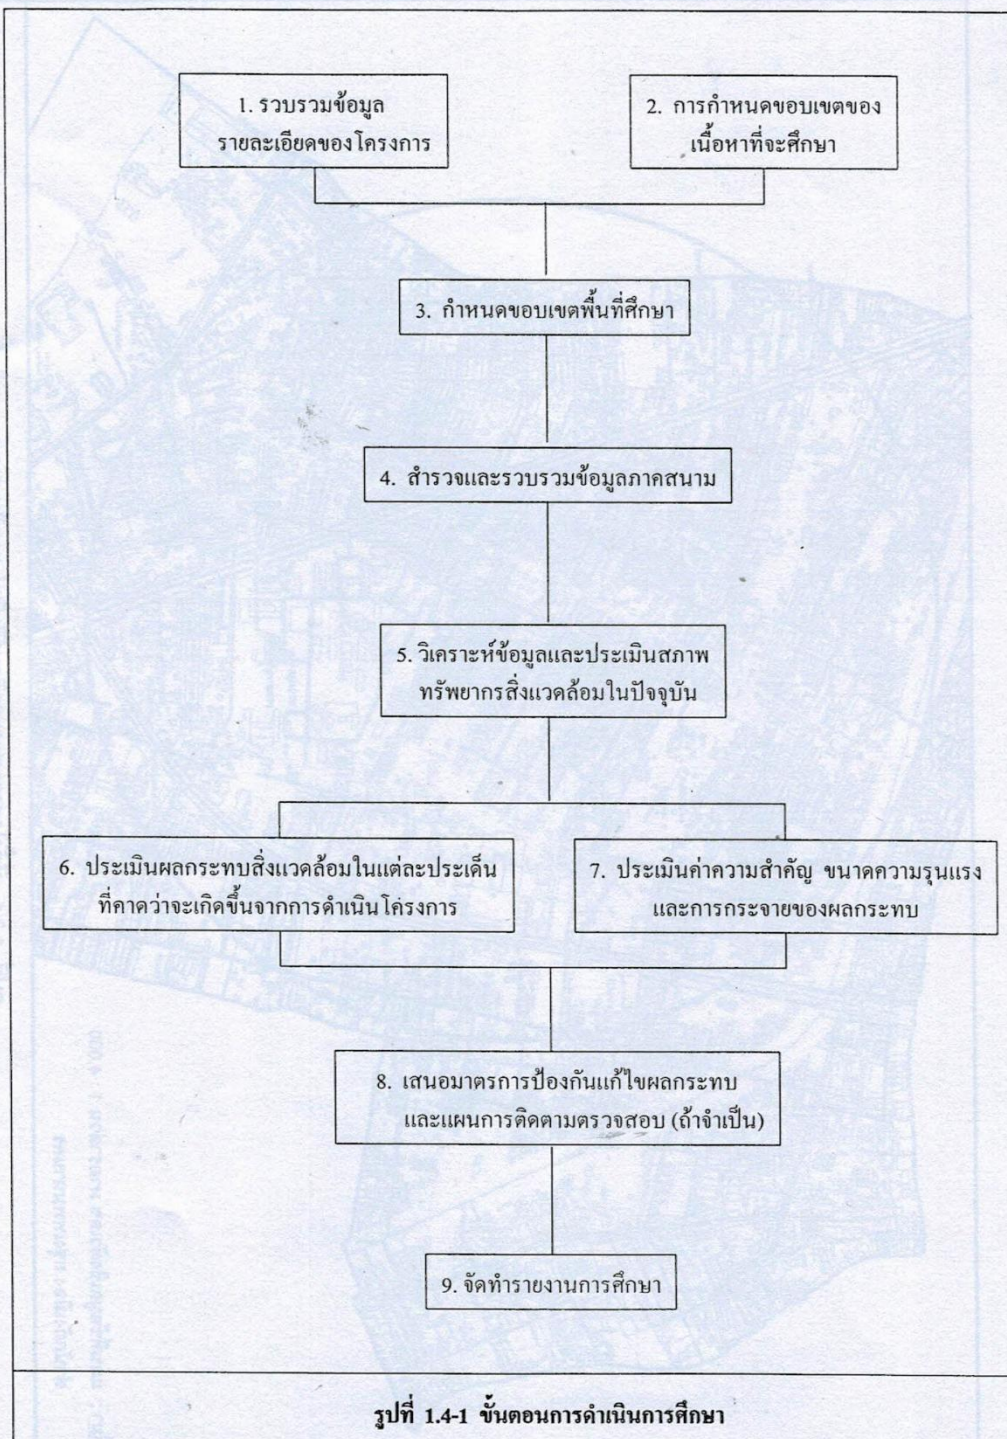 1. รวบรวมข้อมูล
รายละเอียดของโครงการ
2. การกำหนดขอบเขตของ
เนื้อหาที่จะศึกษา
3. กำหนดขอบเขตพื้นที่ศึกษา
4. สำรวจและรวบรวมข้อมูลภาคสนาม
5. วิเคราะห์ข้อมูลและประเมินสภาพ
ทรัพยากรสิ่งแวดล้อมในปัจจุบัน
6. ประเมินผลกระทบสิ่งแวดล้อมในแต่ละประเด็น
ที่คาดว่าจะเกิดขึ้นจากการดำเนินโครงการ
7. ประเมินค่าความสำคัญ ขนาดความรุนแรง
และการกระจายของผลกระทบ
8. เสนอมาตรการป้องกันแก้ไขผลกระทบ
และแผนการติดตามตรวจสอบ (ถ้าจำเป็น)
9. จัดทำรายงานการศึกษา
รูปที่ 1.4-1 ขั้นตอนการดำเนินการศึกษา